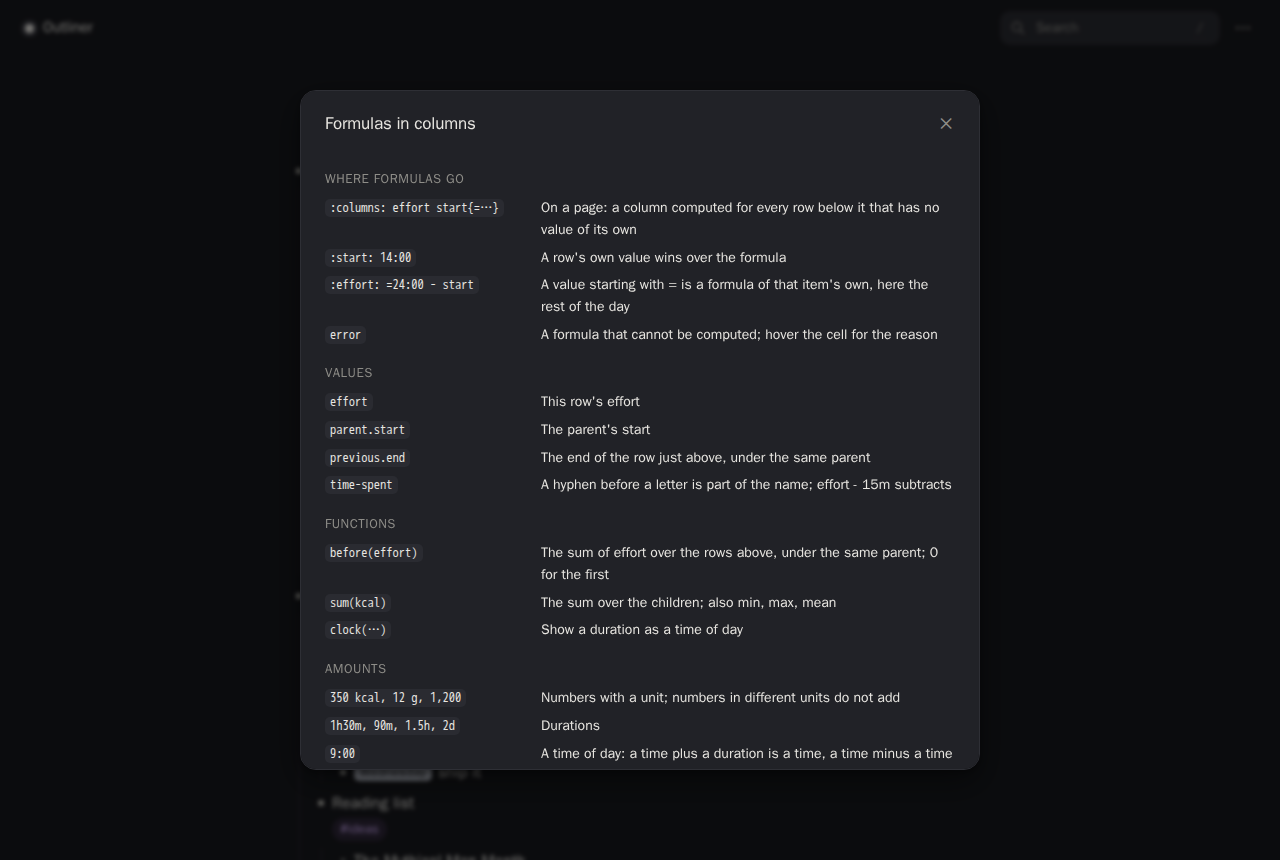 Outliner
Search /
Formulas in columns
WHERE FORMULAS GO
:columns: effort start{=⋯} On a page: a column computed for every row below it that has no
value of its own
:start: 14:00 A row's own value wins over the formula
:effort: =24:00 - start A value starting with = is a formula of that item's own, here the
rest of the day
error A formula that cannot be computed; hover the cell for the reason
VALUES
effort This row's effort
parent.start The parent's start
previous.end The end of the row just above, under the same parent
time-spent A hyphen before a letter is part of the name; effort - 15m subtracts
FUNCTIONS
before(effort) The sum of effort over the rows above, under the same parent; 0
for the first
sum(kcal) The sum over the children; also min, max, mean
clock(⋯) Show a duration as a time of day
AMOUNTS
350 kcal, 12 g, 1,200 Numbers with a unit; numbers in different units do not add
1h30m, 90m, 1.5h, 2d Durations
9:00 A time of day: a time plus a duration is a time, a time minus a time
Reading list
#ideas